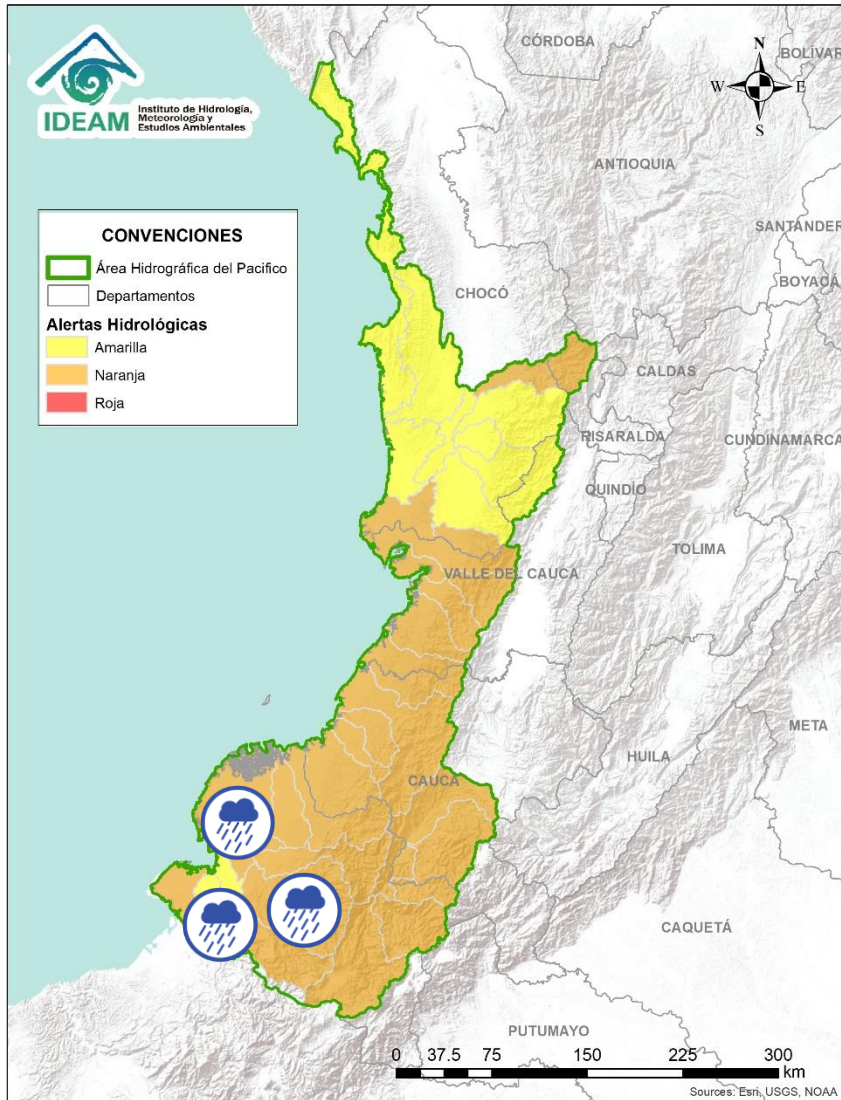 IDEAM
Instituto de Hidrología,
Meteorología y
Estudios Ambientales
CÓRDOBA
BOLÍVAR
N
W
E
S
ANTIOQUIA
SANTANDER
BOYACÁ
CONVENCIONES
Área Hidrográfica del Pacifico
Departamentos
Alertas Hidrológicas
Amarilla
Naranja
Roja
CHOCÓ
CALDAS
RISARALDA
CUNDINAMARCA
QUINDÍO
TOLIMA
VALLE DEL CAUCA
META
HUILA
CAUCA
CAQUETÁ
PUTUMAYO
0 37.5 75 150 225 300
km
Sources: Esri, USGS, NOAA